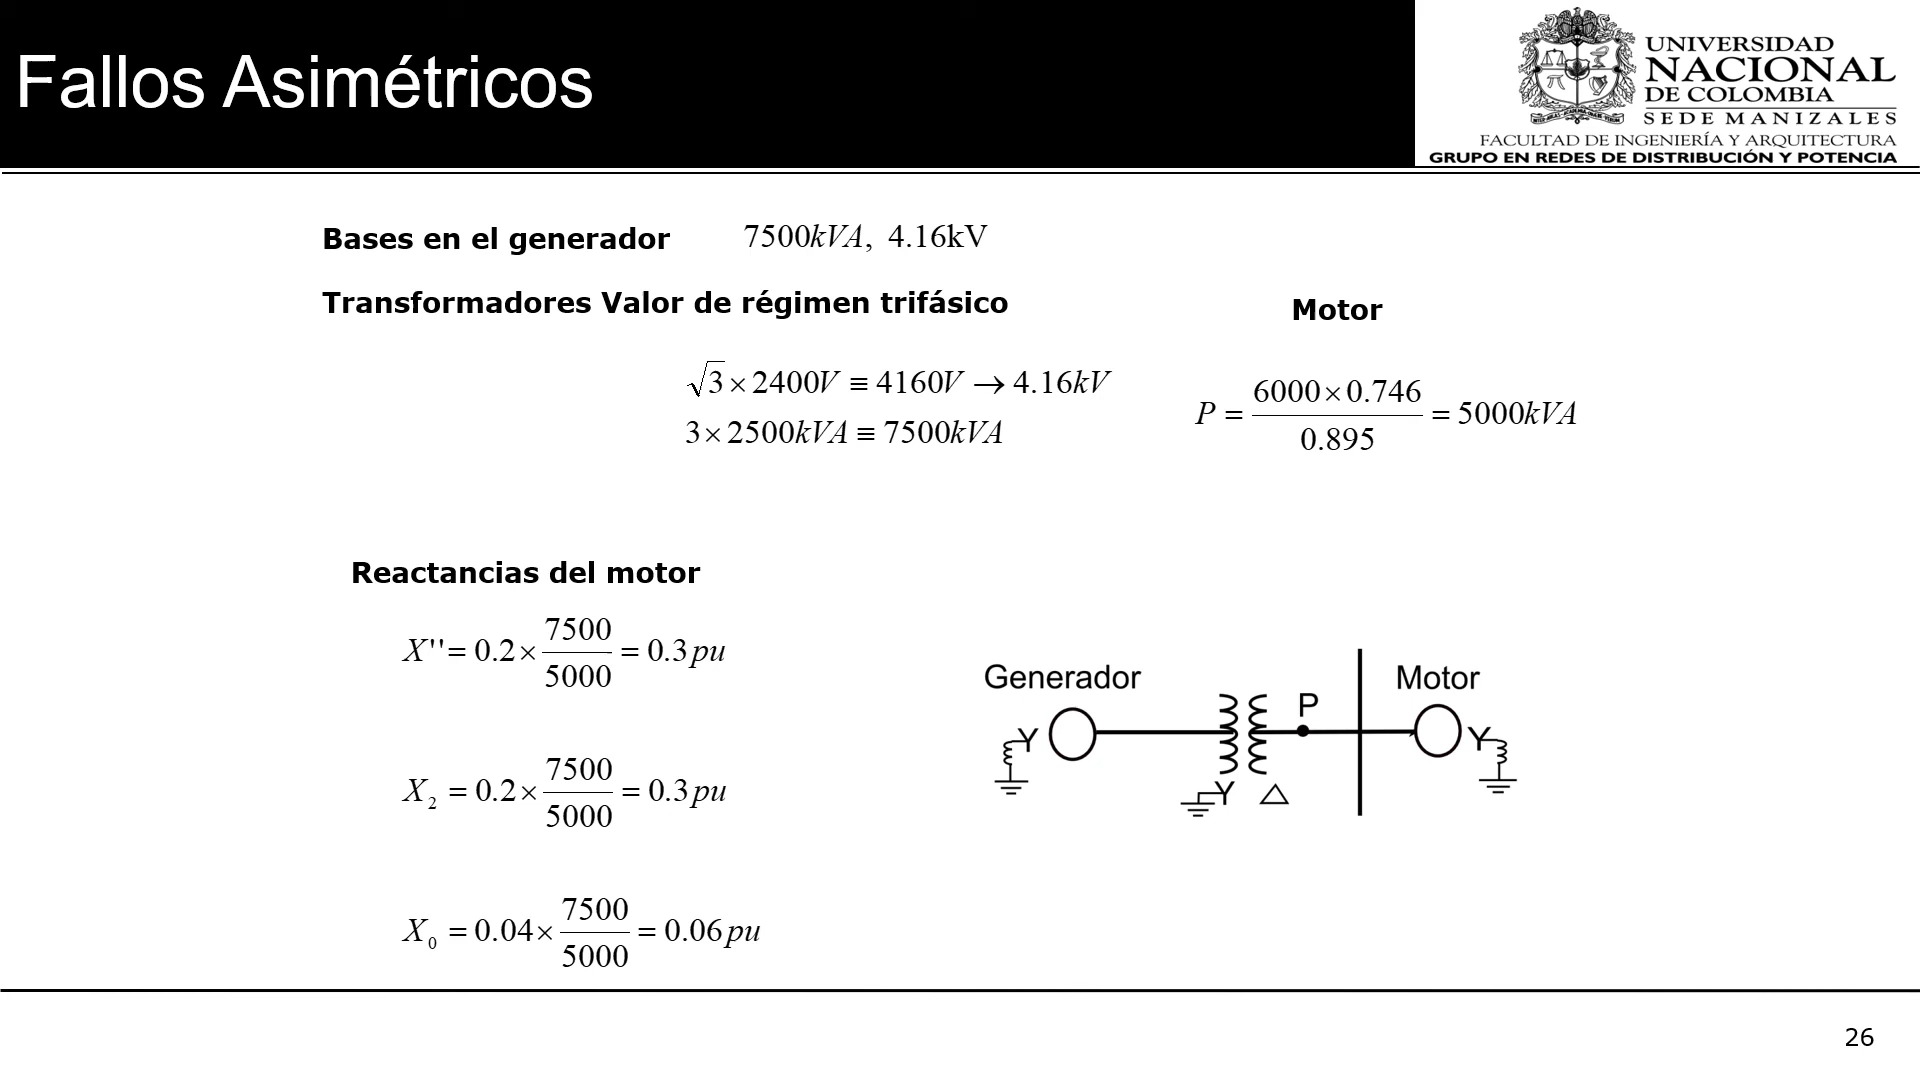 Fallos Asimétricos
UNIVERSIDAD
NACIONAL
DE COLOMBIA
SEDE MANIZALES
FACULTAD DE INGENIERÍA Y ARQUITECTURA
GRUPO EN REDES DE DISTRIBUCIÓN Y POTENCIA
Bases en el generador 7500kVA, 4.16kV
Transformadores Valor de régimen trifásico
√3 × 2400V ≡ 4160V → 4.16kV
3 × 2500kVA ≡ 7500kVA
Motor
P = 6000 × 0.746 / 0.895 = 5000kVA
Reactancias del motor
X'' = 0.2 × 7500 / 5000 = 0.3 pu
X₂ = 0.2 × 7500 / 5000 = 0.3 pu
X₀ = 0.04 × 7500 / 5000 = 0.06 pu
Generador
P
Motor
Y
Y
Y △
26